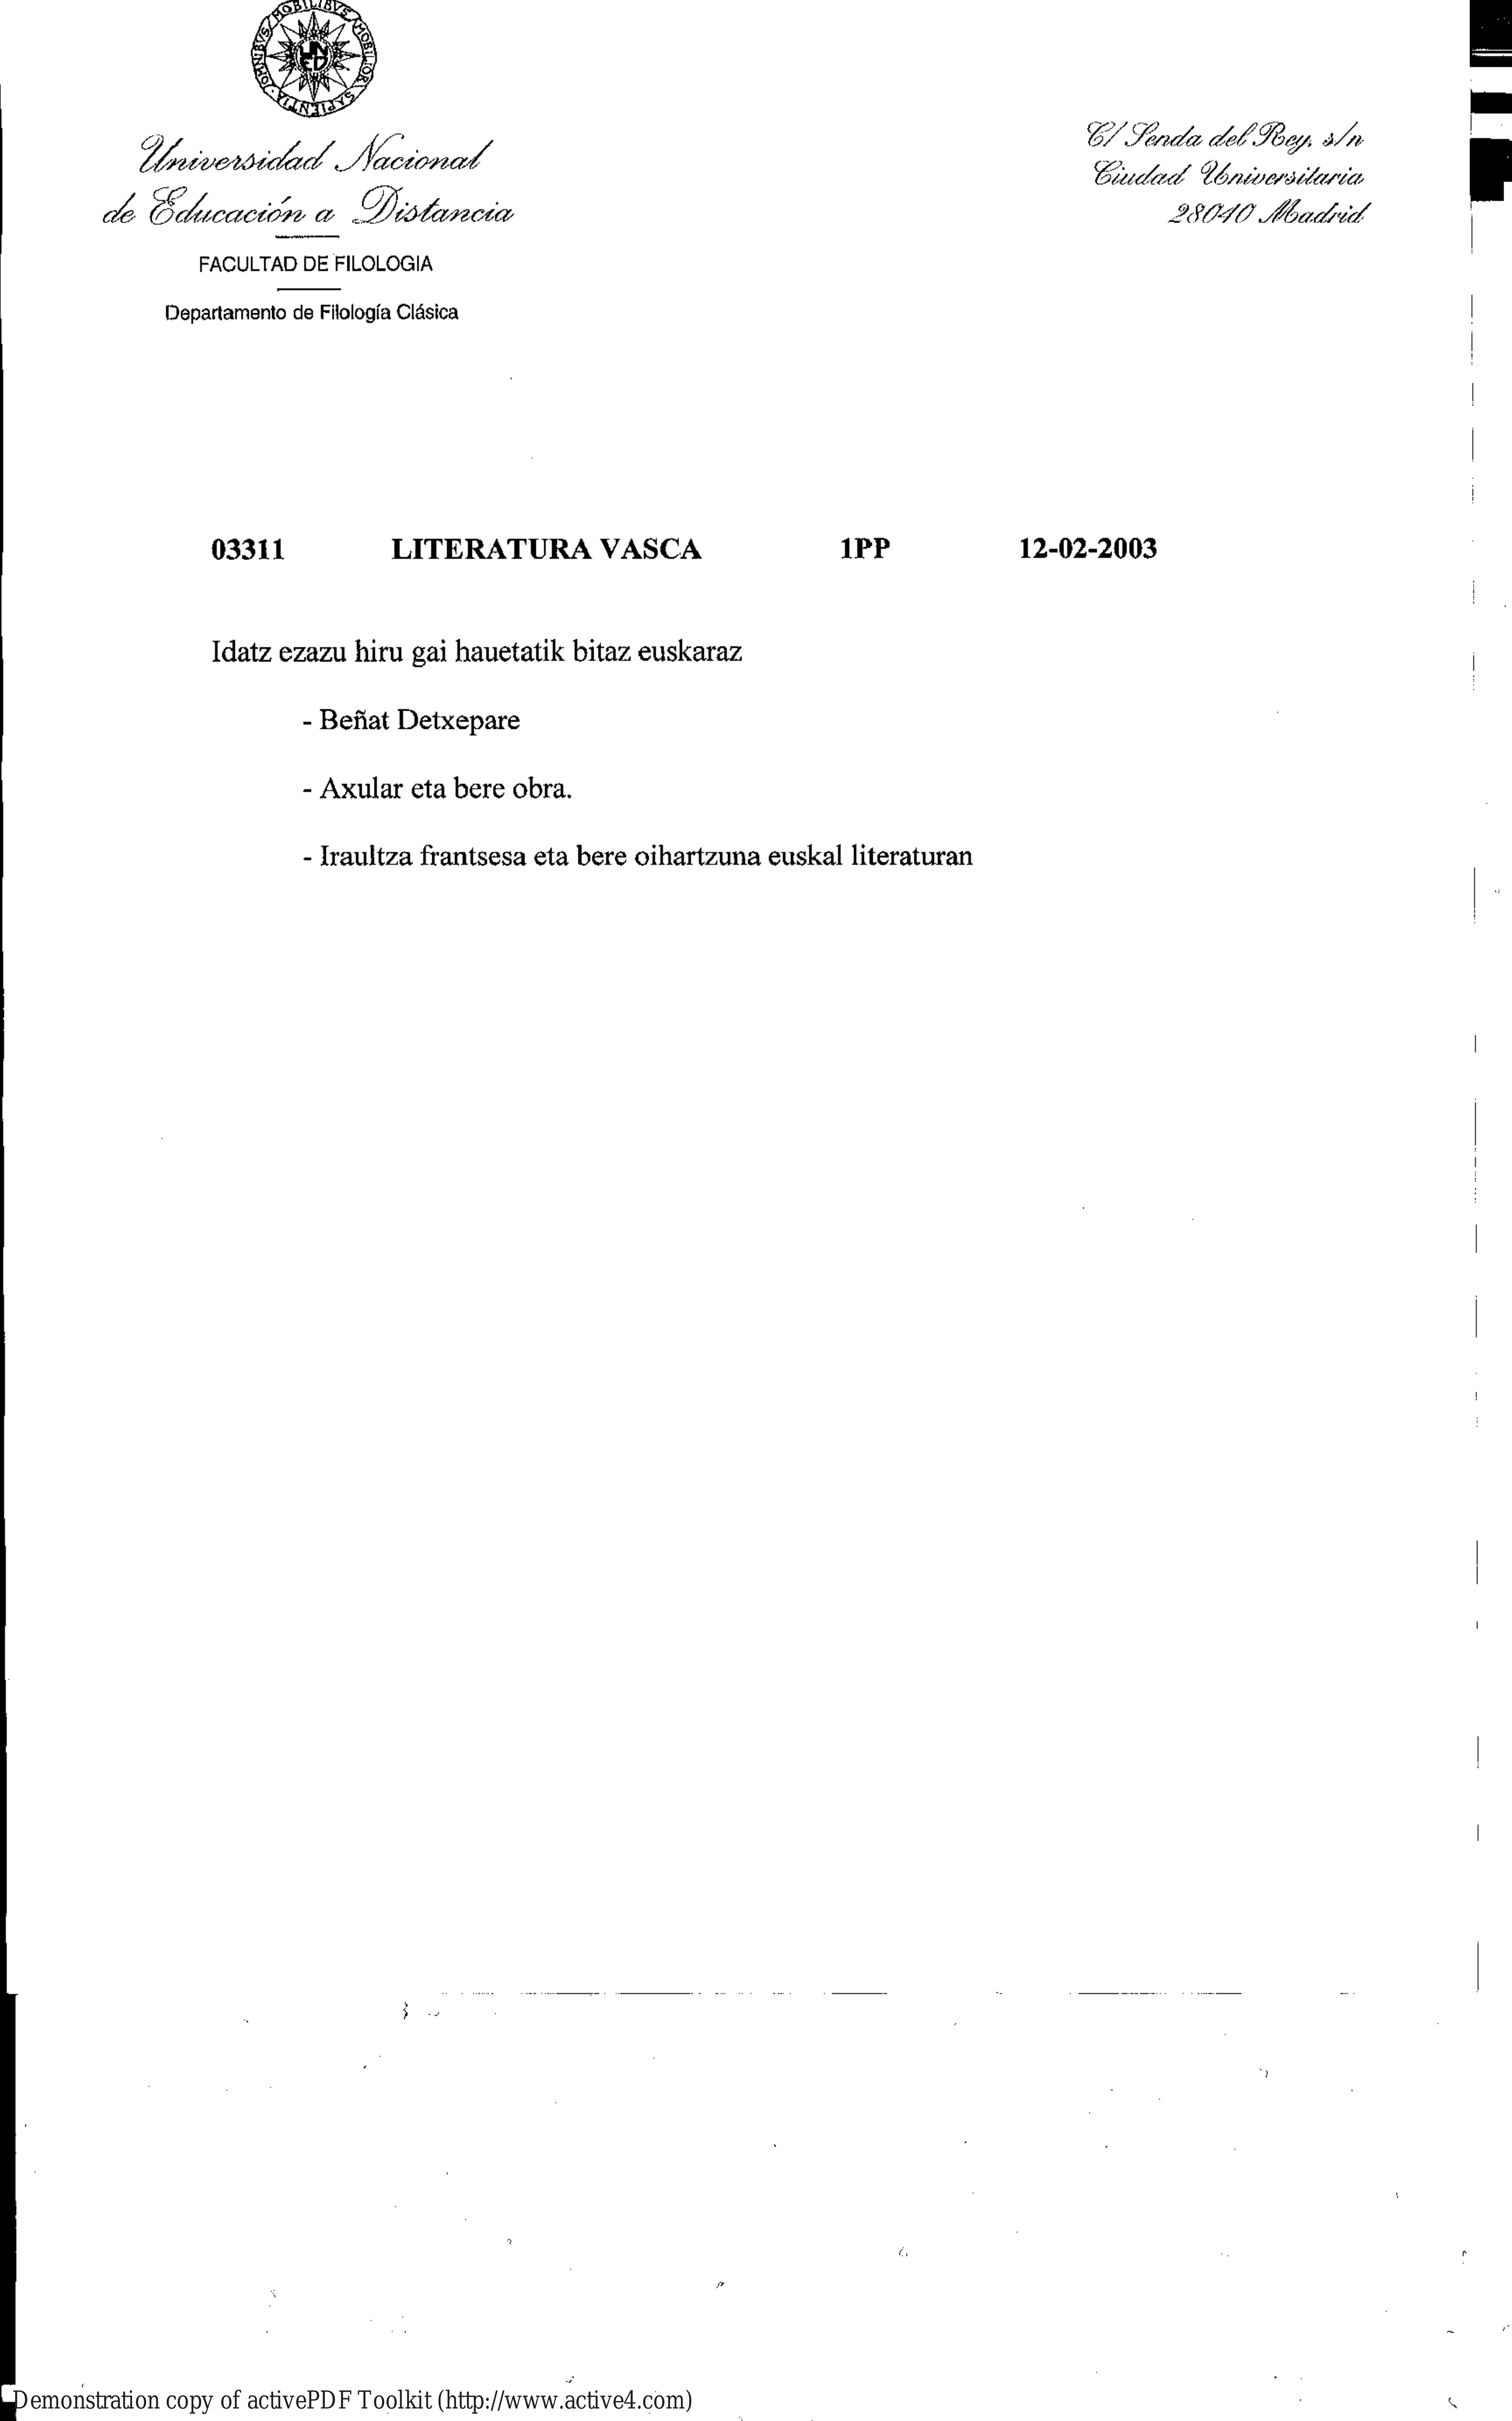 OMNIBVS MOBILIBVS MOBILIOR SAPIENTIA
UNED
Universidad Nacional
de Educación a Distancia
FACULTAD DE FILOLOGIA
Departamento de Filología Clásica
C/ Senda del Rey, s/n
Ciudad Universitaria
28040 Madrid
03311 LITERATURA VASCA 1PP 12-02-2003
Idatz ezazu hiru gai hauetatik bitaz euskaraz
- Beñat Detxepare
- Axular eta bere obra.
- Iraultza frantsesa eta bere oihartzuna euskal literaturan
Demonstration copy of activePDF Toolkit (http://www.active4.com)